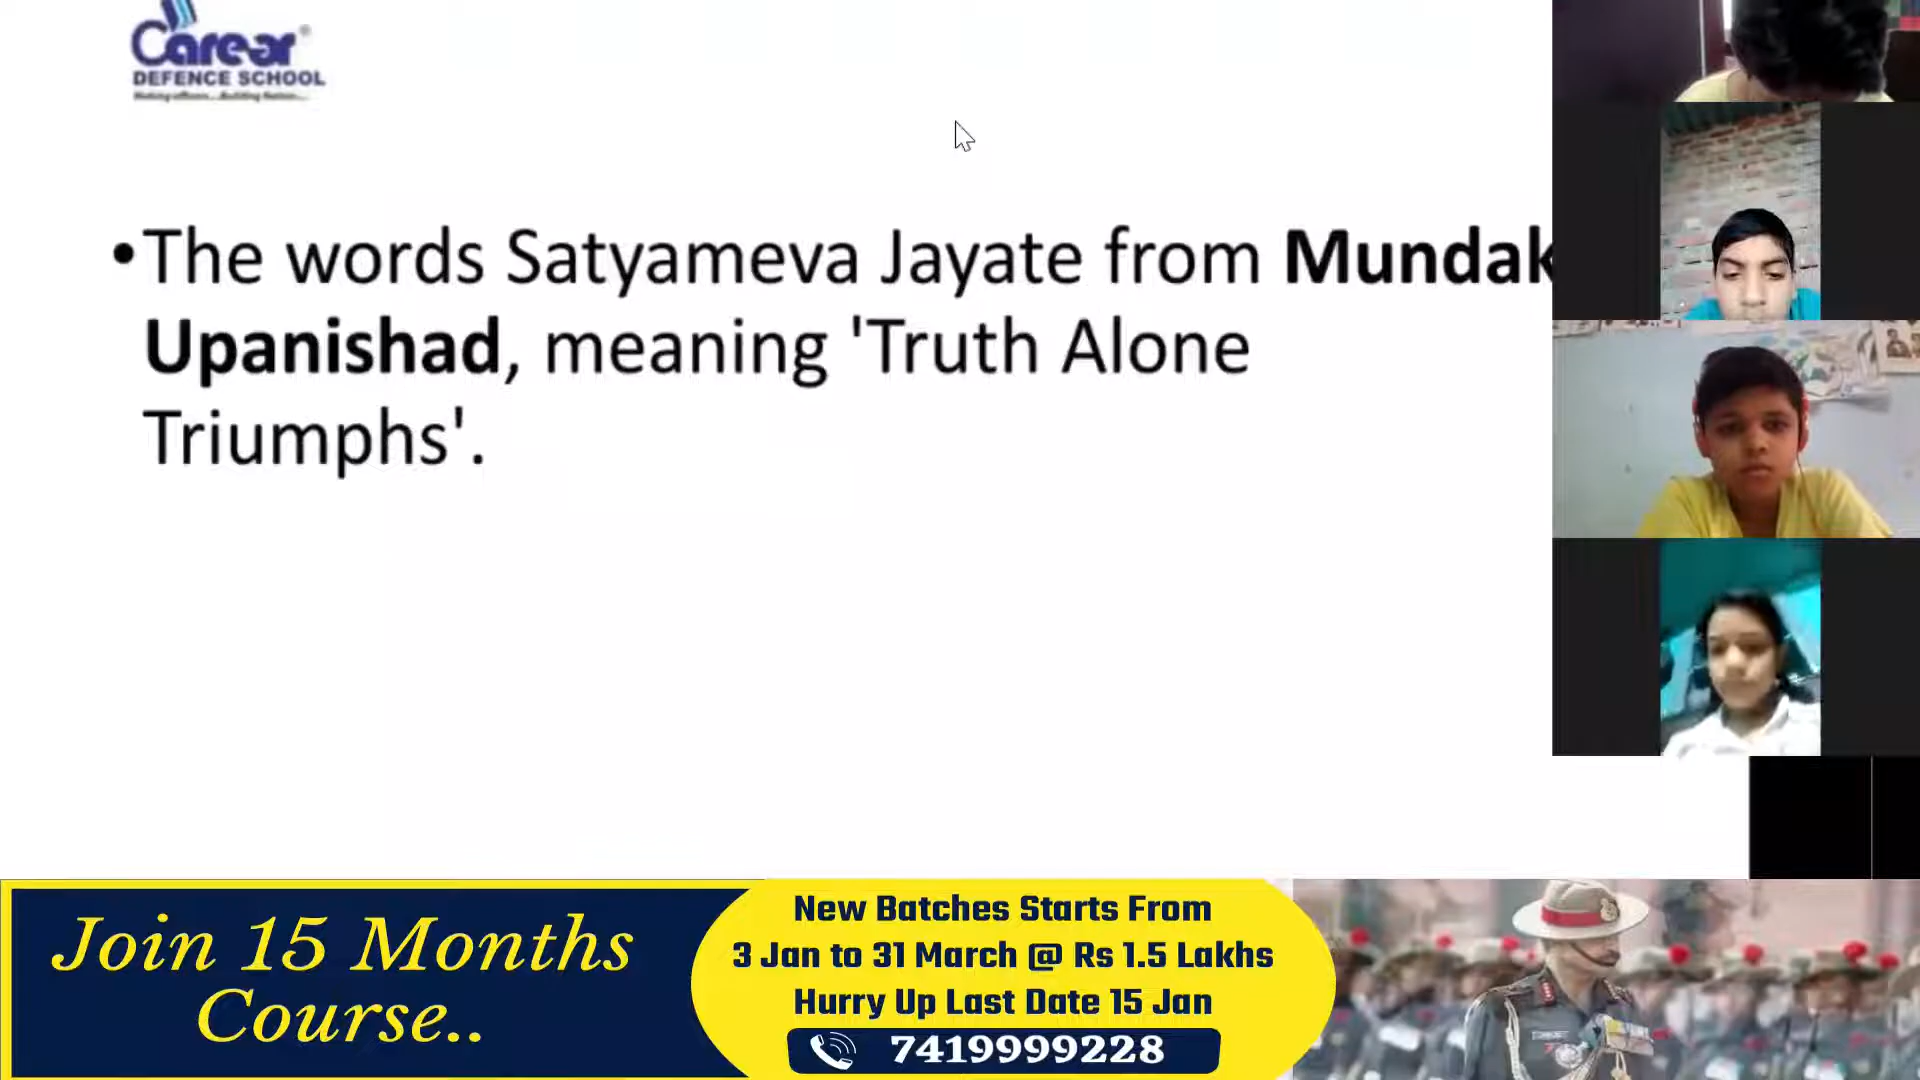 Carear
DEFENCE SCHOOL
• The words Satyameva Jayate from Mundak
Upanishad, meaning 'Truth Alone
Triumphs'.
Join 15 Months
Course..
New Batches Starts From
3 Jan to 31 March @ Rs 1.5 Lakhs
Hurry Up Last Date 15 Jan
7419999228